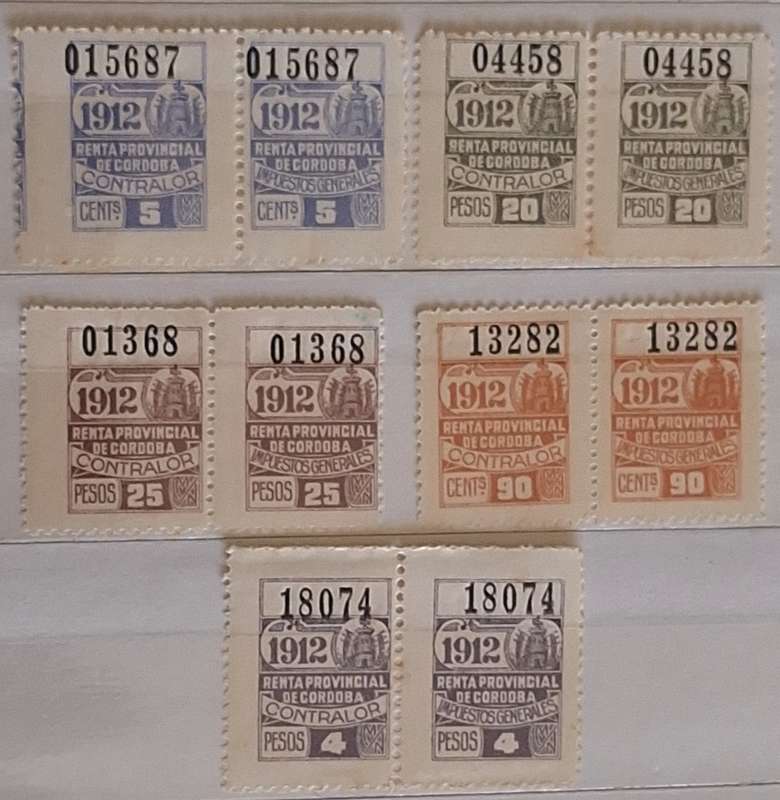 015687
1912
RENTA PROVINCIAL
DE CORDOBA
CONTRALOR
CENTS 5
015687
1912
RENTA PROVINCIAL
DE CORDOBA
IMPUESTOS GENERALES
CENTS 5
04458
1912
RENTA PROVINCIAL
DE CORDOBA
CONTRALOR
PESOS 20
04458
1912
RENTA PROVINCIAL
DE CORDOBA
IMPUESTOS GENERALES
PESOS 20
01368
1912
RENTA PROVINCIAL
DE CORDOBA
CONTRALOR
PESOS 25
01368
1912
RENTA PROVINCIAL
DE CORDOBA
IMPUESTOS GENERALES
PESOS 25
13282
1912
RENTA PROVINCIAL
DE CORDOBA
CONTRALOR
CENTS 90
13282
1912
RENTA PROVINCIAL
DE CORDOBA
IMPUESTOS GENERALES
CENTS 90
18074
1912
RENTA PROVINCIAL
DE CORDOBA
CONTRALOR
PESOS 4
18074
1912
RENTA PROVINCIAL
DE CORDOBA
IMPUESTOS GENERALES
PESOS 4